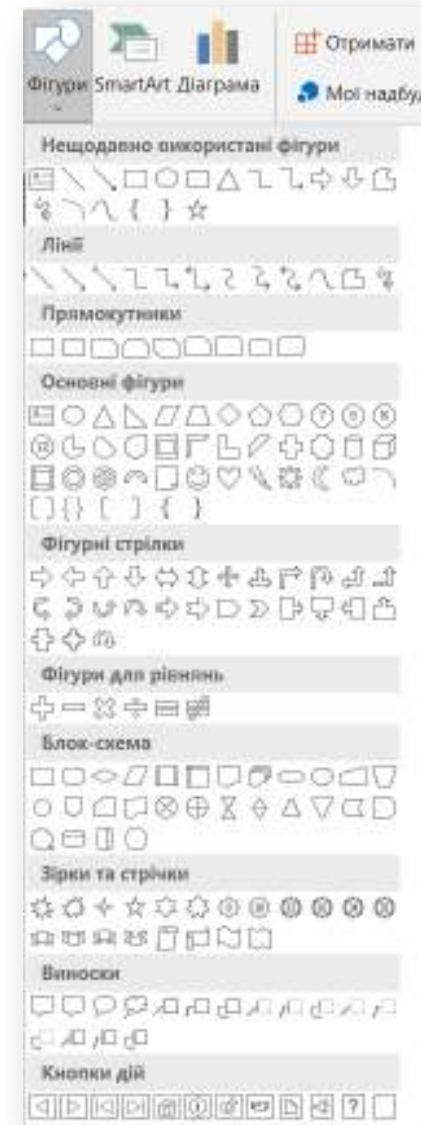 Фігури SmartArt Діаграма
Отримати
Мої надбуд
Нещодавно використані фігури
Лінії
Прямокутники
Основні фігури
Фігурні стрілки
Фігури для рівнянь
Блок-схема
Зірки та стрічки
Виноски
Кнопки дій